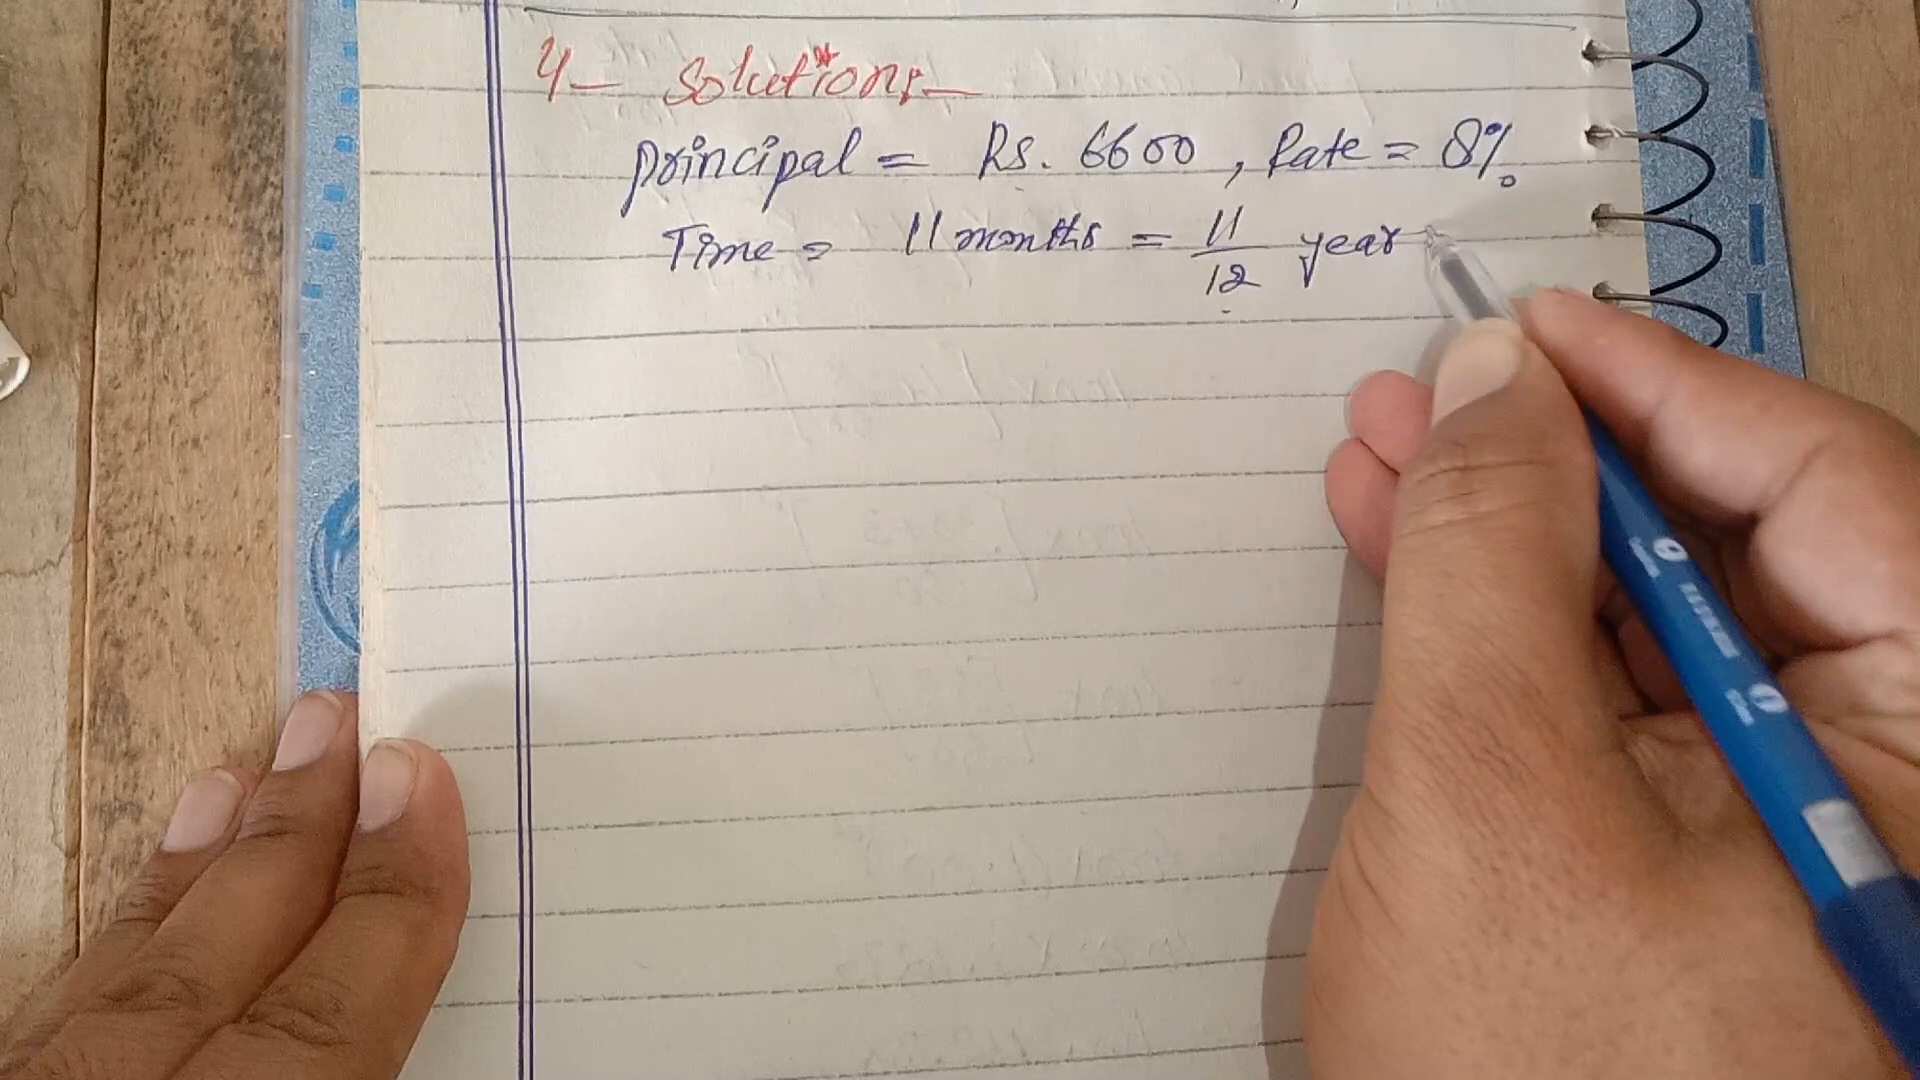 4- Solutions-
Principal = Rs. 6600, Rate = 8%
Time = 11 months = 11/12 year